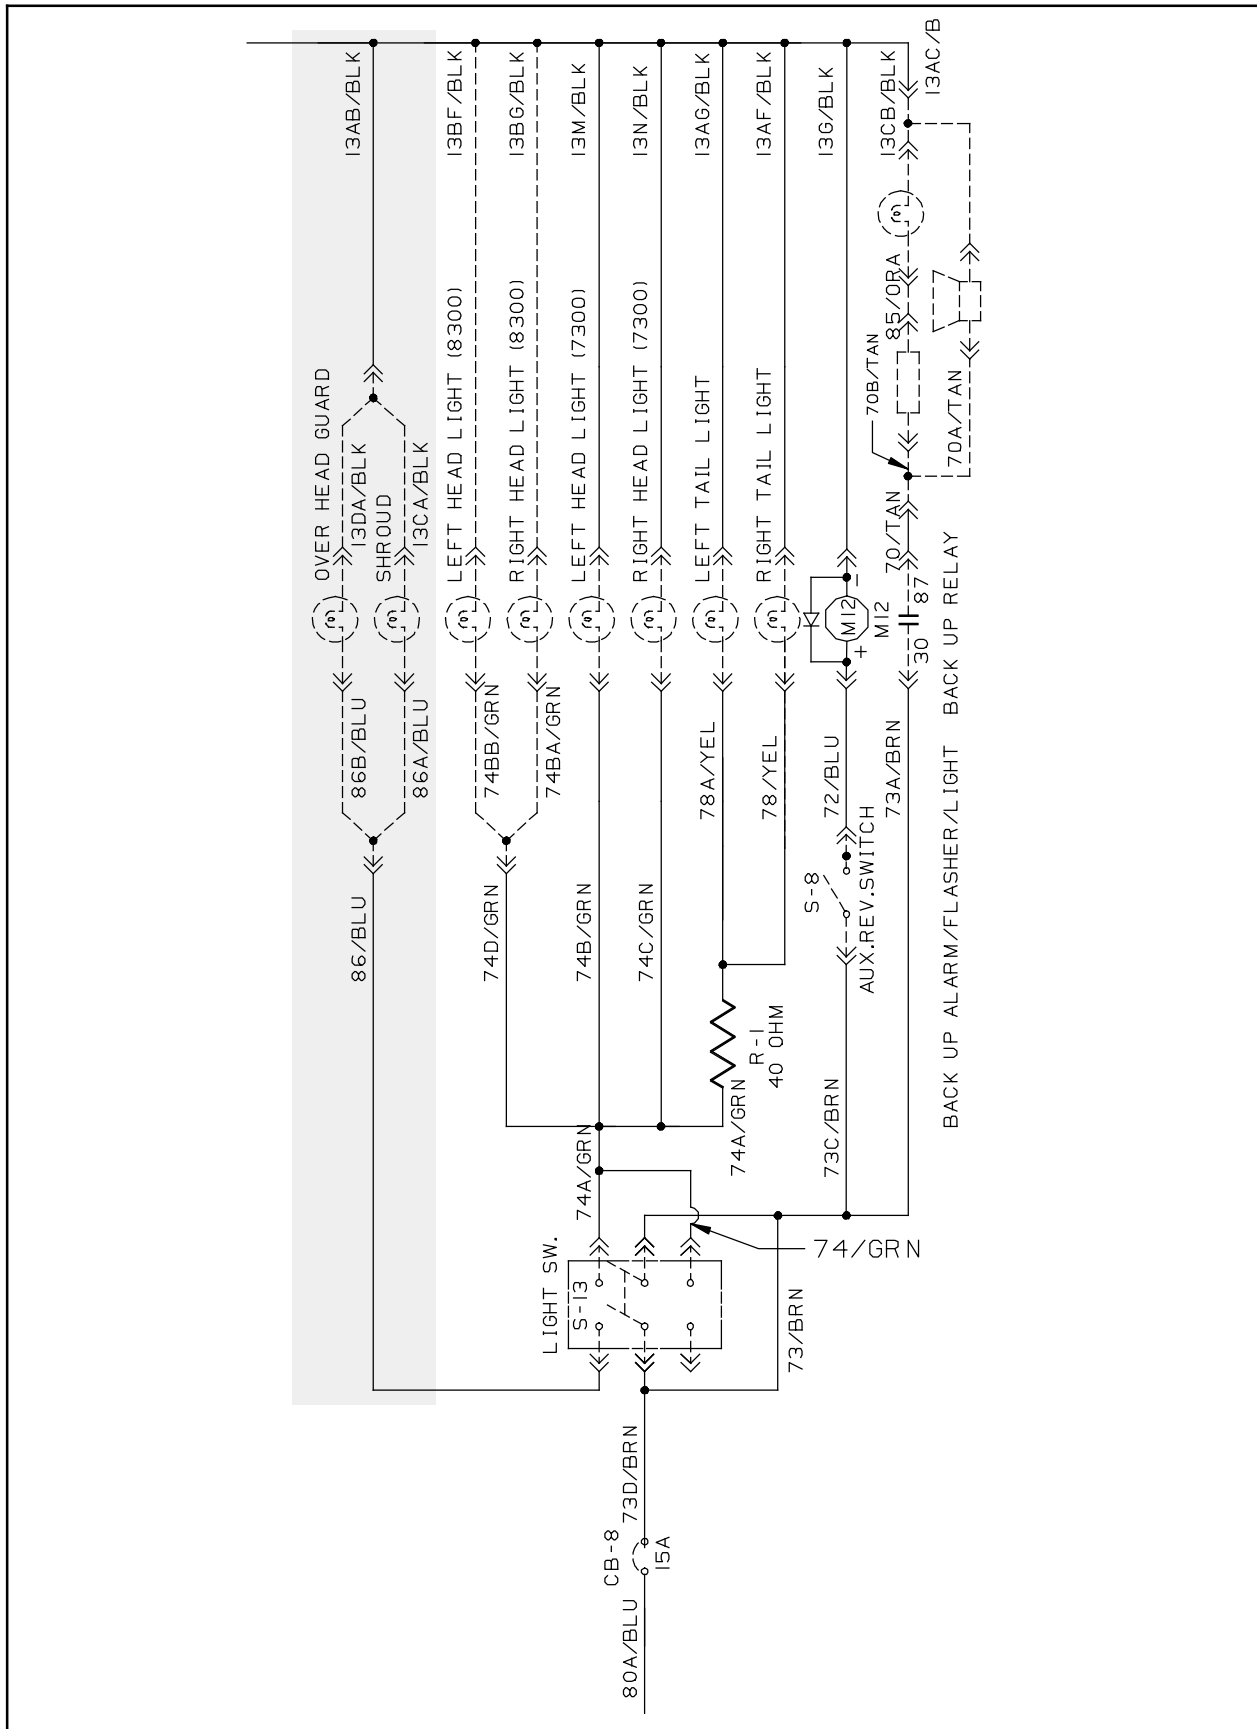 13AB/BLK
13BF/BLK
13BG/BLK
13M/BLK
13N/BLK
13AG/BLK
13AF/BLK
13G/BLK
13CB/BLK
13AC/B
OVER HEAD GUARD
13DA/BLK
SHROUD
13CA/BLK
LEFT HEAD LIGHT (8300)
RIGHT HEAD LIGHT (8300)
LEFT HEAD LIGHT (7300)
RIGHT HEAD LIGHT (7300)
LEFT TAIL LIGHT
RIGHT TAIL LIGHT
85/ORA
70B/TAN
70A/TAN
70/TAN
-
M12
+
M12
87
30
BACK UP RELAY
86B/BLU
86A/BLU
74BB/GRN
74BA/GRN
78A/YEL
78/YEL
72/BLU
73A/BRN
86/BLU
74D/GRN
74B/GRN
74C/GRN
S-8
AUX.REV.SWITCH
BACK UP ALARM/FLASHER/LIGHT
R-1
40 OHM
74A/GRN
74A/GRN
73C/BRN
74/GRN
LIGHT SW.
S-13
73/BRN
73D/BRN
CB-8
15A
80A/BLU